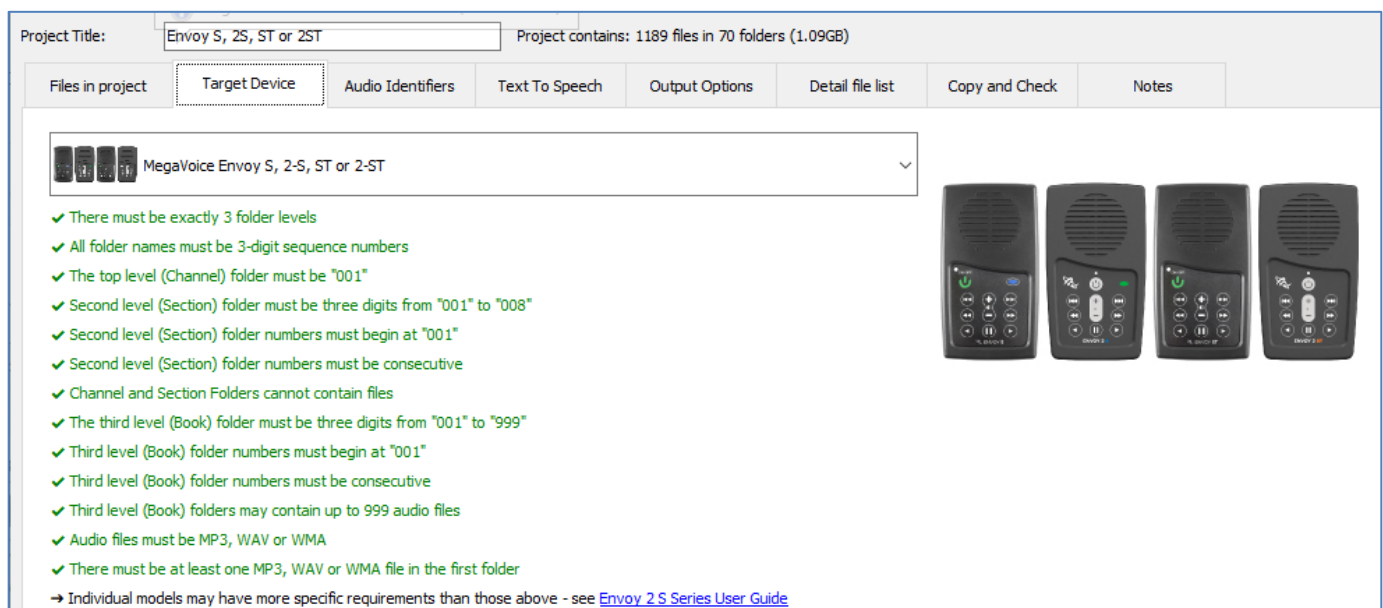 Project Title:
Envoy S, 2S, ST or 2ST
Project contains: 1189 files in 70 folders (1.09GB)
Files in project
Target Device
Audio Identifiers
Text To Speech
Output Options
Detail file list
Copy and Check
Notes
MegaVoice Envoy S, 2-S, ST or 2-ST
✔ There must be exactly 3 folder levels
✔ All folder names must be 3-digit sequence numbers
✔ The top level (Channel) folder must be "001"
✔ Second level (Section) folder must be three digits from "001" to "008"
✔ Second level (Section) folder numbers must begin at "001"
✔ Second level (Section) folder numbers must be consecutive
✔ Channel and Section Folders cannot contain files
✔ The third level (Book) folder must be three digits from "001" to "999"
✔ Third level (Book) folder numbers must begin at "001"
✔ Third level (Book) folder numbers must be consecutive
✔ Third level (Book) folders may contain up to 999 audio files
✔ Audio files must be MP3, WAV or WMA
✔ There must be at least one MP3, WAV or WMA file in the first folder
→ Individual models may have more specific requirements than those above - see Envoy 2 S Series User Guide